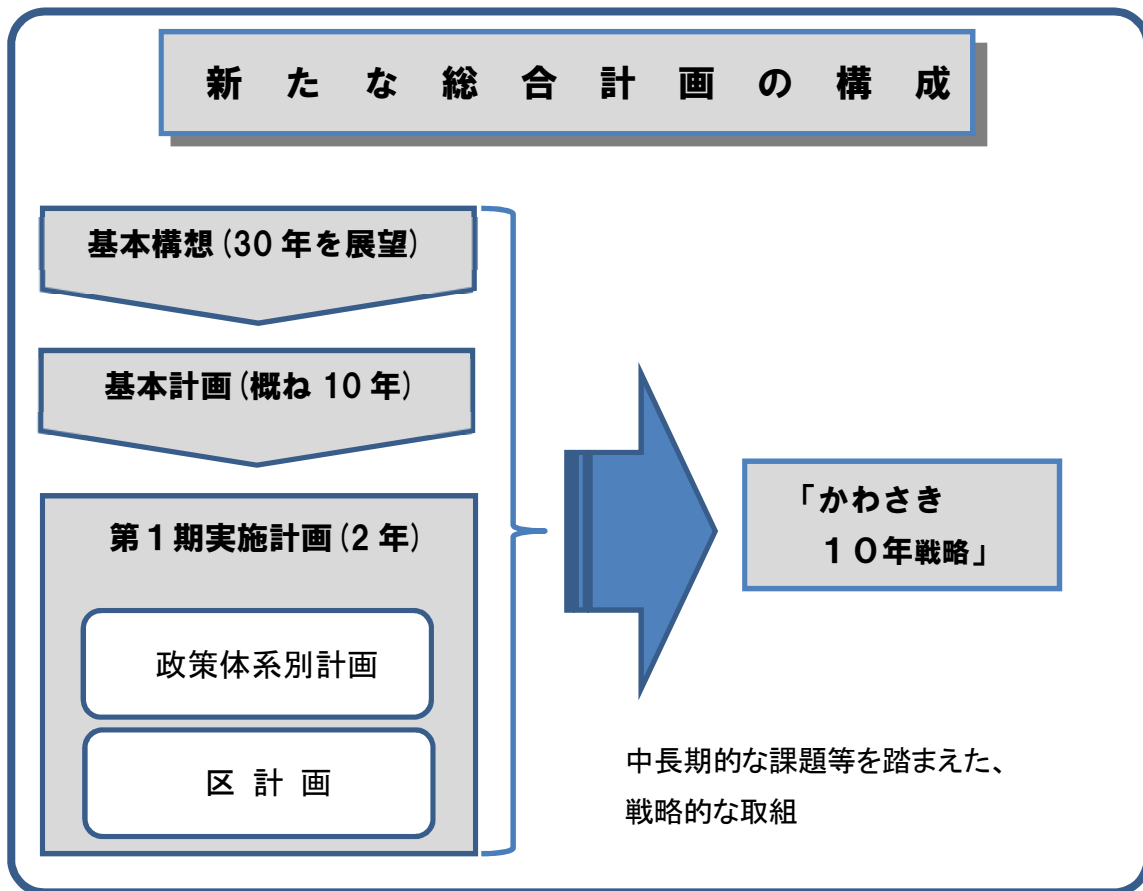 新たな総合計画の構成
基本構想(30年を展望)
基本計画(概ね 10年)
第1期実施計画(2年)
政策体系別計画
区計画
「かわさき
10年戦略」
中長期的な課題等を踏まえた、
戦略的な取組